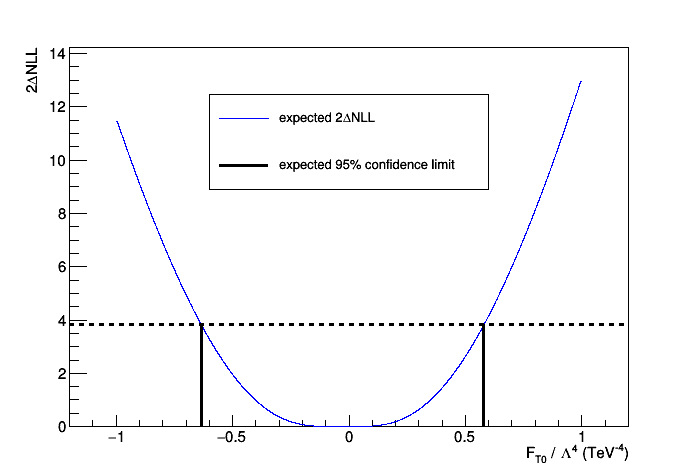 2ΔNLL
14
12
10
8
6
4
2
0
expected 2ΔNLL
expected 95% confidence limit
−1 −0.5 0 0.5 1
F_T0 / Λ^4 (TeV^-4)